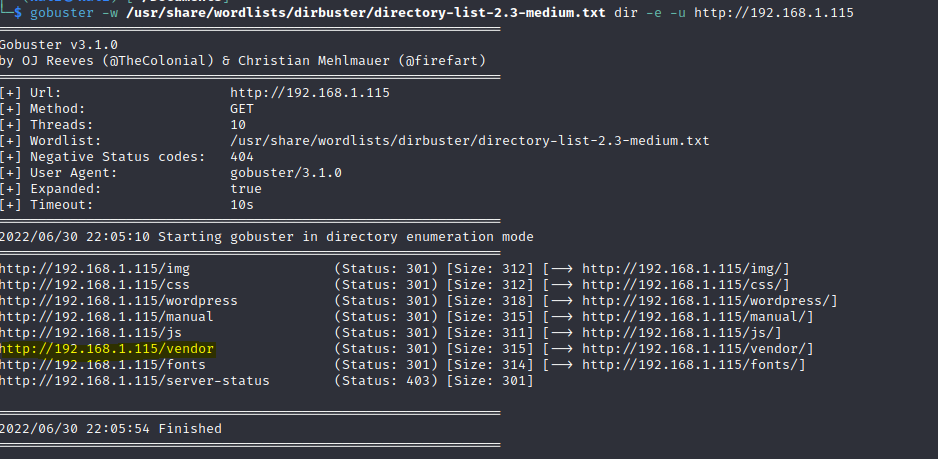 └─$ gobuster -w /usr/share/wordlists/dirbuster/directory-list-2.3-medium.txt dir -e -u http://192.168.1.115
Gobuster v3.1.0
by OJ Reeves (@TheColonial) & Christian Mehlmauer (@firefart)
[+] Url: http://192.168.1.115
[+] Method: GET
[+] Threads: 10
[+] Wordlist: /usr/share/wordlists/dirbuster/directory-list-2.3-medium.txt
[+] Negative Status codes: 404
[+] User Agent: gobuster/3.1.0
[+] Expanded: true
[+] Timeout: 10s
2022/06/30 22:05:10 Starting gobuster in directory enumeration mode
http://192.168.1.115/img (Status: 301) [Size: 312] [--> http://192.168.1.115/img/]
http://192.168.1.115/css (Status: 301) [Size: 312] [--> http://192.168.1.115/css/]
http://192.168.1.115/wordpress (Status: 301) [Size: 318] [--> http://192.168.1.115/wordpress/]
http://192.168.1.115/manual (Status: 301) [Size: 315] [--> http://192.168.1.115/manual/]
http://192.168.1.115/js (Status: 301) [Size: 311] [--> http://192.168.1.115/js/]
http://192.168.1.115/vendor (Status: 301) [Size: 315] [--> http://192.168.1.115/vendor/]
http://192.168.1.115/fonts (Status: 301) [Size: 314] [--> http://192.168.1.115/fonts/]
http://192.168.1.115/server-status (Status: 403) [Size: 301]
2022/06/30 22:05:54 Finished